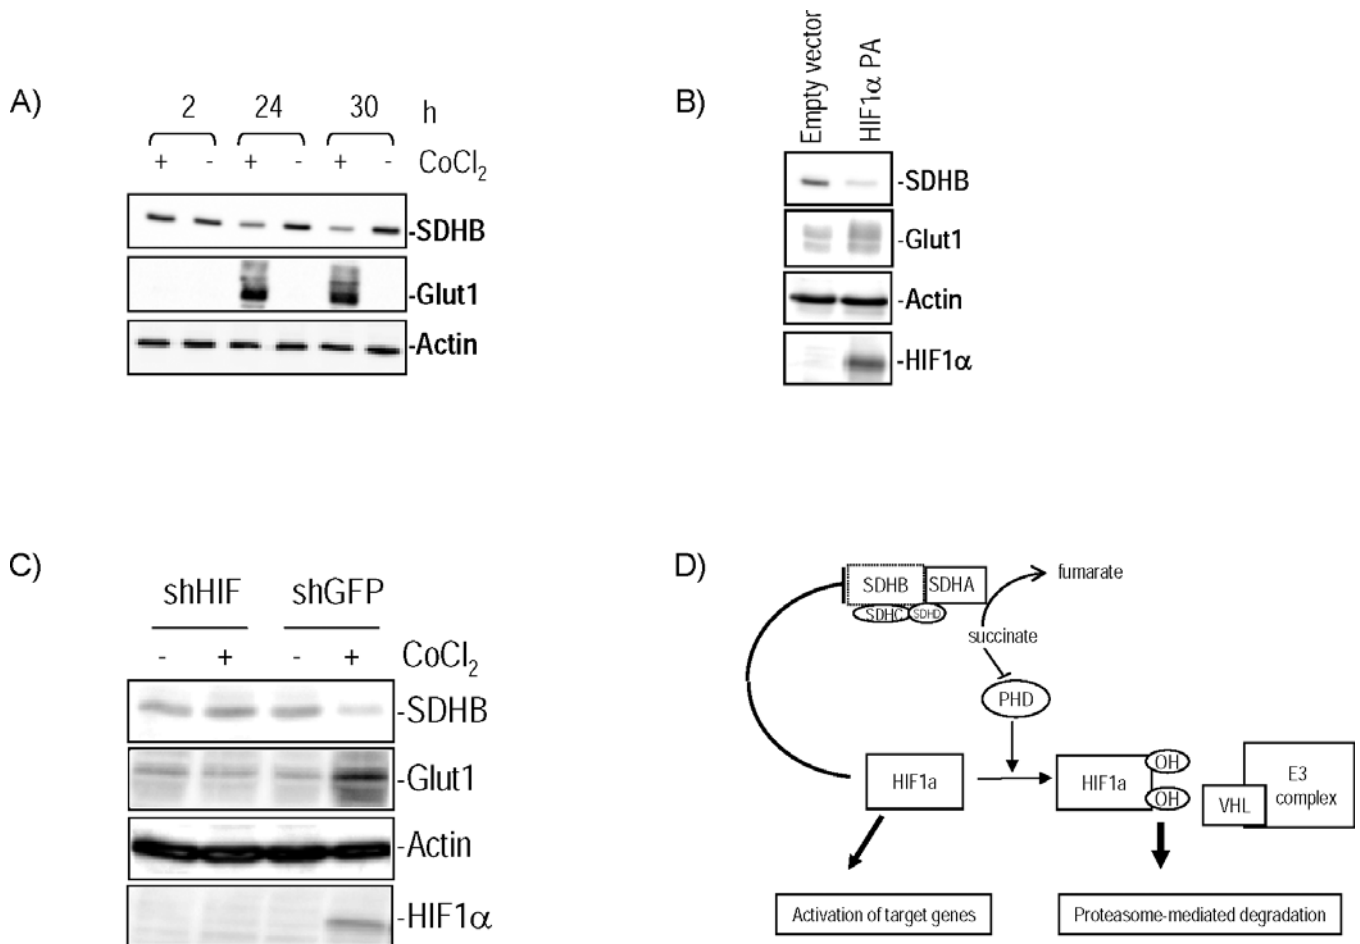 A)
2 24 30 h
+ - + - + - CoCl2
-SDHB
-Glut1
-Actin
B)
Empty vector
HIF1α PA
-SDHB
-Glut1
-Actin
-HIF1α
C)
shHIF shGFP
- + - + CoCl2
-SDHB
-Glut1
-Actin
-HIF1α
D)
SDHB SDHA
SDHC SDHD
fumarate
succinate
PHD
HIF1a
HIF1a
OH
OH
VHL
E3
complex
Activation of target genes
Proteasome-mediated degradation